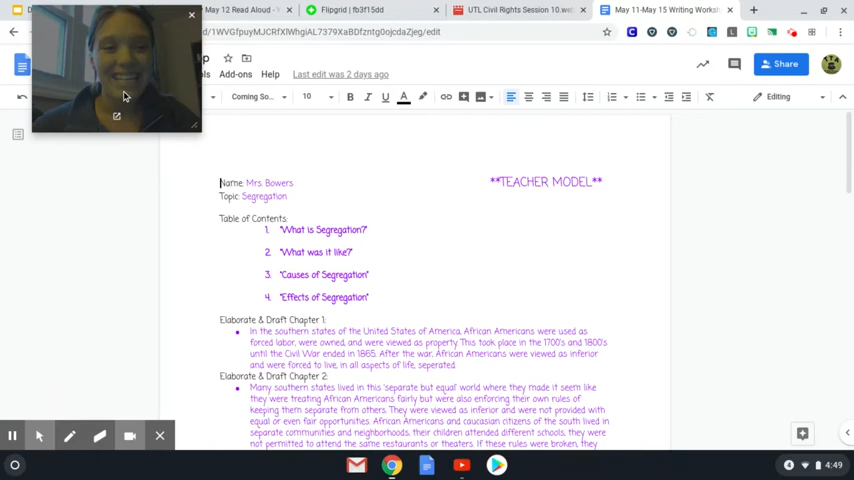 May 12 Read Aloud -
Flipgrid | fb3f15dd
UTL Civil Rights Session 10.we
May 11-May 15 Writing Worksh
/1WVGfpuyMJCRfXlWhgiAL7379XaBDfzntg0ojcdaZjeg/edit
Add-ons Help Last edit was 2 days ago
Share
Coming So... 10 B I U A Editing
Name: Mrs. Bowers **TEACHER MODEL**
Topic: Segregation
Table of Contents:
1. "What is Segregation?"
2. "What was it like?"
3. "Causes of Segregation"
4. "Effects of Segregation"
Elaborate & Draft Chapter 1:
In the southern states of the United States of America, African Americans were used as
forced labor, were owned, and were viewed as property. This took place in the 1700's and 1800's
until the Civil War ended in 1865. After the war, African Americans were viewed as inferior
and were forced to live, in all aspects of life, seperated.
Elaborate & Draft Chapter 2:
Many southern states lived in this "separate but equal" world where they made it seem like
they were treating African Americans fairly but were also enforcing their own rules of
keeping them separate from others. They were viewed as inferior and were not provided with
equal or even fair opportunities. African Americans and caucasian citizens of the south lived in
separate communities and neighborhoods, their children attended different schools, they were
not permitted to attend the same restaurants or theaters. If these rules were broken, they
4 4:49